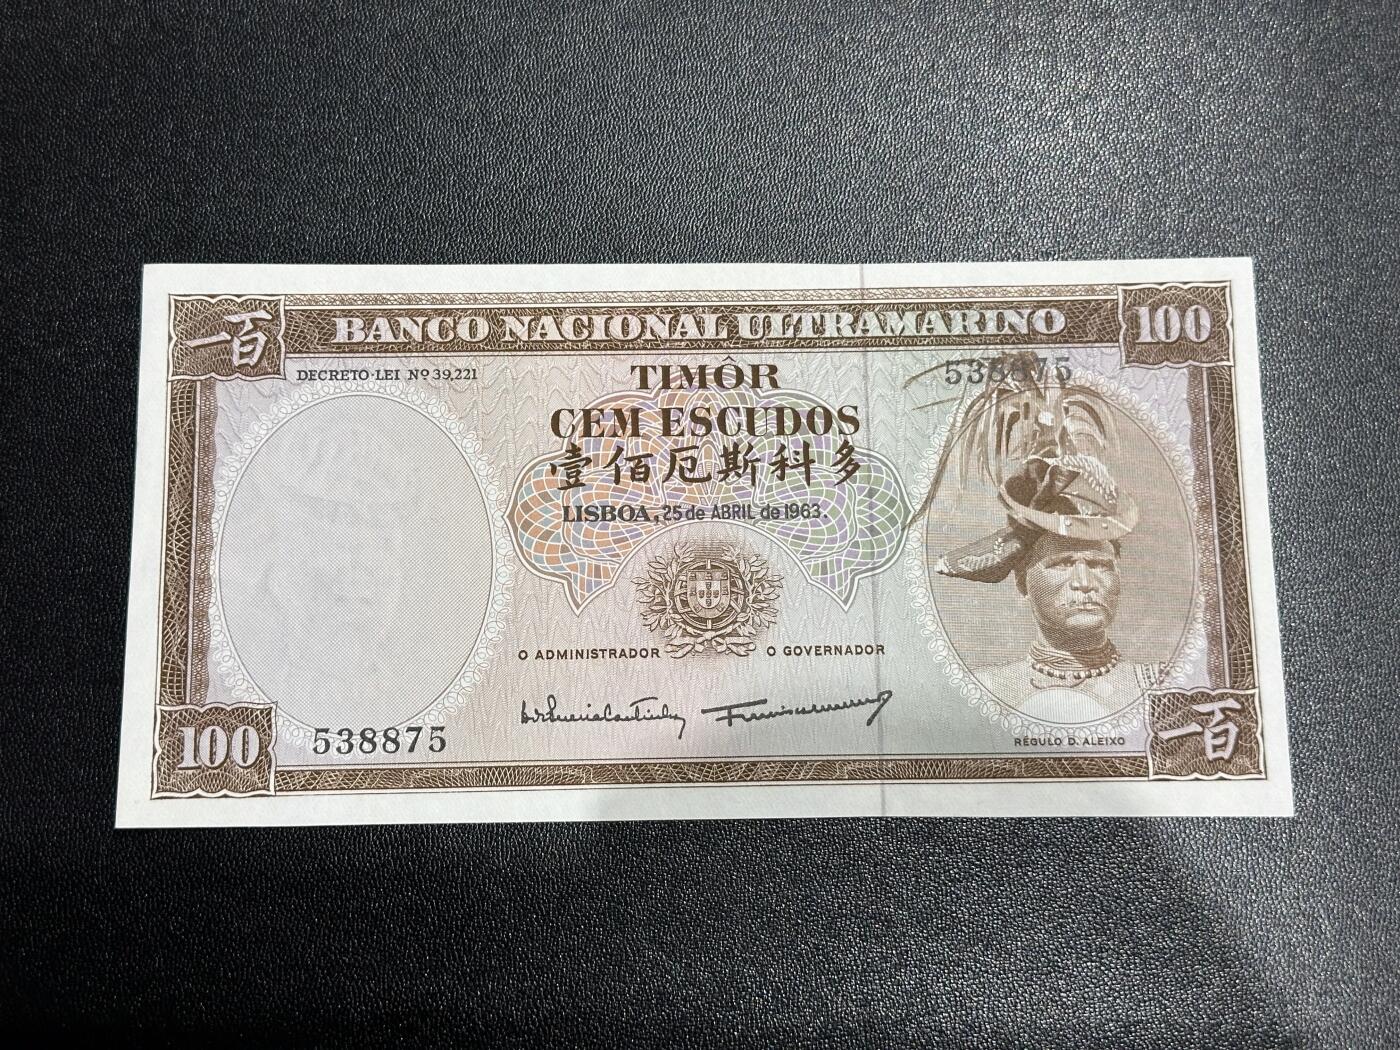 一百
BANCO NACIONAL ULTRAMARINO
100
DECRETO-LEI Nº 39,221
TIMÔR
538875
CEM ESCUDOS
壹佰厄斯科多
LISBOA, 25 de ABRIL de 1963.
O ADMINISTRADOR
O GOVERNADOR
100
538875
RÉGULO D. ALEIXO
一百